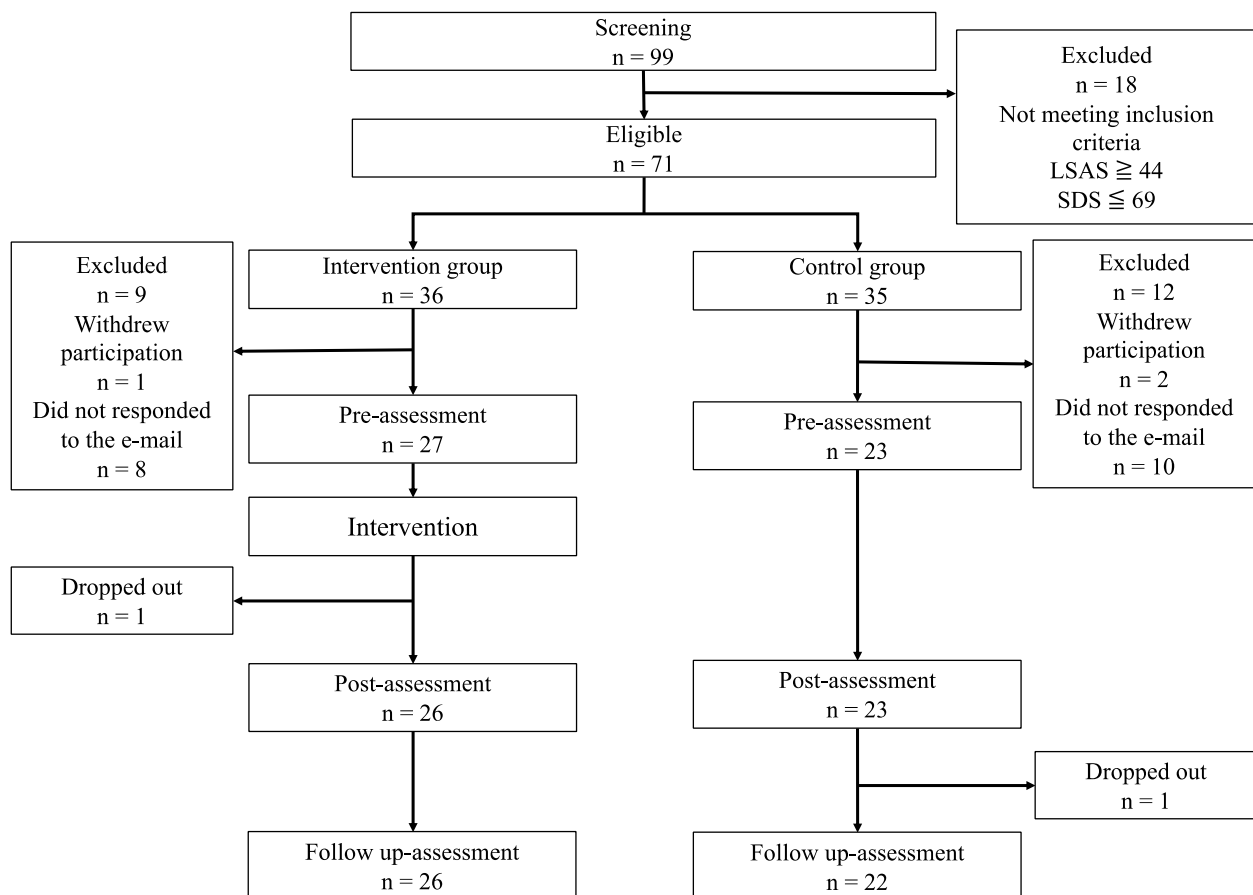 Screening
n = 99
Excluded
n = 18
Not meeting inclusion
criteria
LSAS ≧ 44
SDS ≦ 69
Eligible
n = 71
Excluded
n = 9
Withdrew
participation
n = 1
Did not responded
to the e-mail
n = 8
Intervention group
n = 36
Control group
n = 35
Excluded
n = 12
Withdrew
participation
n = 2
Did not responded
to the e-mail
n = 10
Pre-assessment
n = 27
Pre-assessment
n = 23
Intervention
Dropped out
n = 1
Post-assessment
n = 26
Post-assessment
n = 23
Dropped out
n = 1
Follow up-assessment
n = 26
Follow up-assessment
n = 22